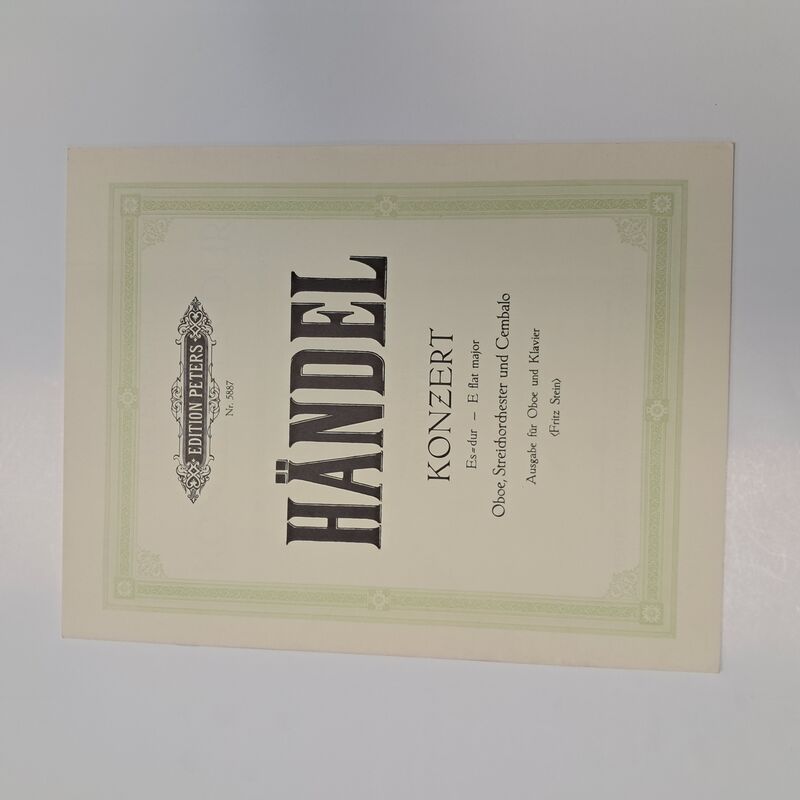 EDITION PETERS
Nr. 5887
HÄNDEL
KONZERT
Es=dur – E flat major
Oboe, Streichorchester und Cembalo
Ausgabe für Oboe und Klavier
(Fritz Stein)